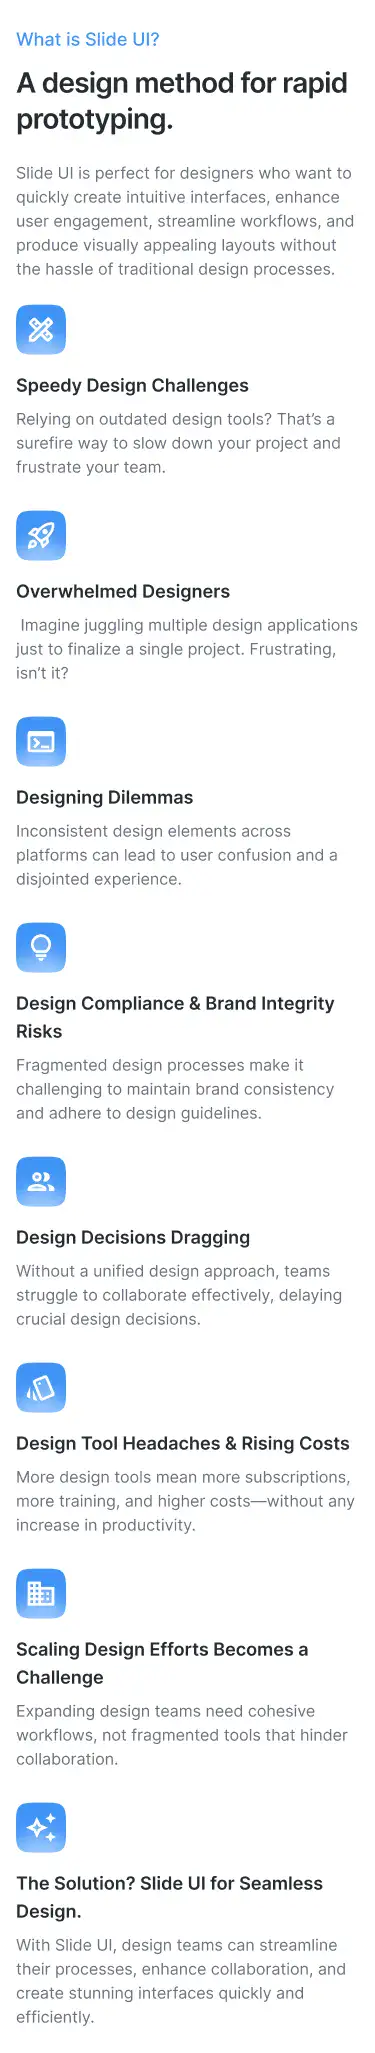 What is Slide UI?
A design method for rapid
prototyping.
Slide UI is perfect for designers who want to
quickly create intuitive interfaces, enhance
user engagement, streamline workflows, and
produce visually appealing layouts without
the hassle of traditional design processes.
Speedy Design Challenges
Relying on outdated design tools? That’s a
surefire way to slow down your project and
frustrate your team.
Overwhelmed Designers
Imagine juggling multiple design applications
just to finalize a single project. Frustrating,
isn’t it?
Designing Dilemmas
Inconsistent design elements across
platforms can lead to user confusion and a
disjointed experience.
Design Compliance & Brand Integrity
Risks
Fragmented design processes make it
challenging to maintain brand consistency
and adhere to design guidelines.
Design Decisions Dragging
Without a unified design approach, teams
struggle to collaborate effectively, delaying
crucial design decisions.
Design Tool Headaches & Rising Costs
More design tools mean more subscriptions,
more training, and higher costs—without any
increase in productivity.
Scaling Design Efforts Becomes a
Challenge
Expanding design teams need cohesive
workflows, not fragmented tools that hinder
collaboration.
The Solution? Slide UI for Seamless
Design.
With Slide UI, design teams can streamline
their processes, enhance collaboration, and
create stunning interfaces quickly and
efficiently.